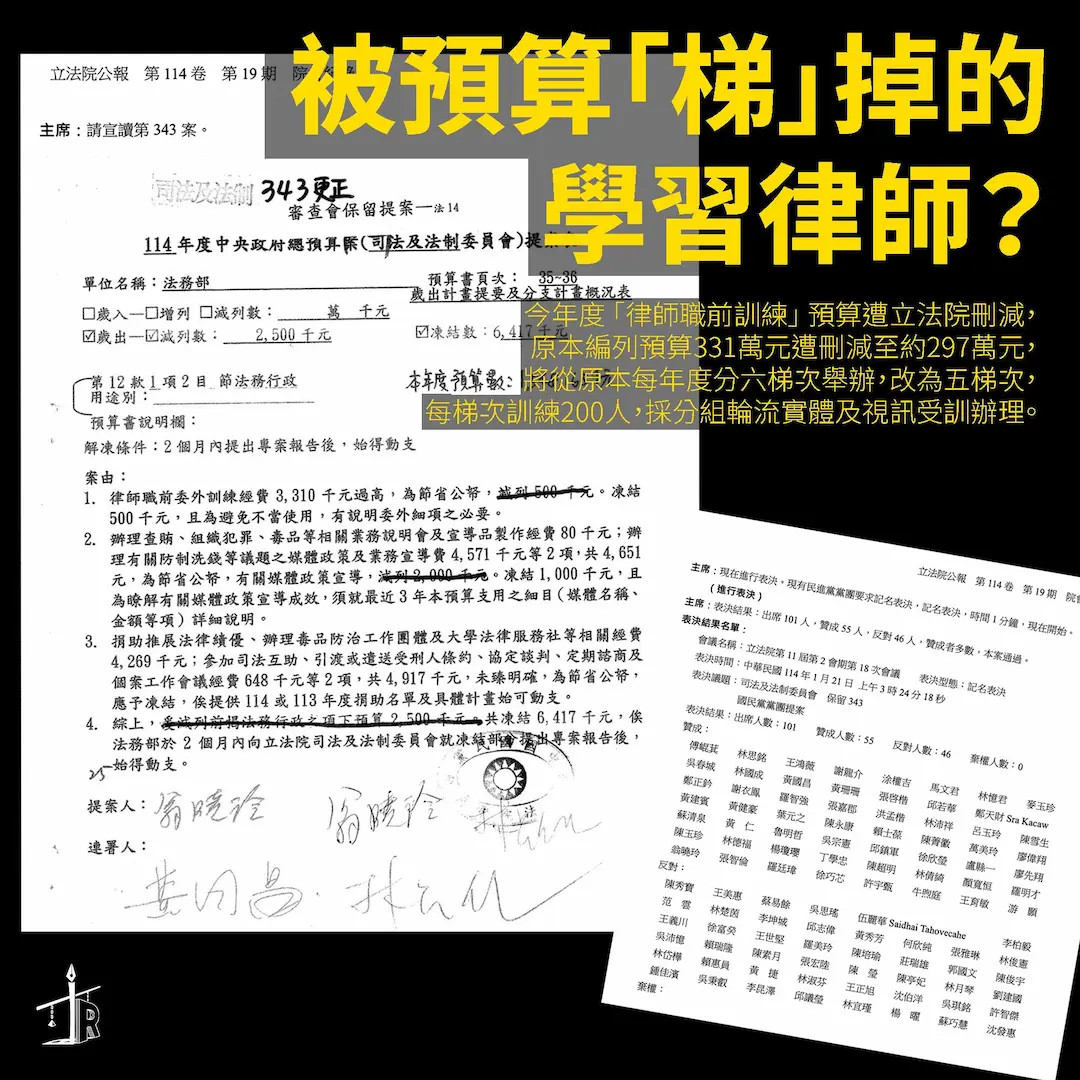 被預算「梯」掉的
學習律師？
今年度「律師職前訓練」預算遭立法院刪減，
原本編列預算331萬元遭刪減至約297萬元，
將從原本每年度分六梯次舉辦，改為五梯次，
每梯次訓練200人，採分組輪流實體及視訊受訓辦理。
立法院公報 第114卷 第19期 院
主席：請宣讀第343案。
司法及法制 343更正
審查會保留提案—法14
114年度中央政府總預算案(司法及法制委員會)提案
單位名稱：法務部
預算書頁次： 35~36
歲出計畫提要及分支計畫概況表
□歲入—□增列 □減列數： 萬 千元
☑歲出—☑減列數： 2,500千元 ☑凍結數：6,417千元
第12款1項2目 節法務行政 本年度預算數：
用途別：
預算書說明欄：
解凍條件：2個月內提出專案報告後，始得動支
案由：
1. 律師職前委外訓練經費3,310千元過高，為節省公帑，減列500千元。凍結
500千元，且為避免不當使用，有說明委外細項之必要。
2. 辦理查賄、組織犯罪、毒品等相關業務說明會及宣導品製作經費80千元；辦
理有關防制洗錢等議題之媒體政策及業務宣導費4,571千元等2項，共4,651
元，為節省公帑，有關媒體政策宣導，減列2,000千元。凍結1,000千元，且
為瞭解有關媒體政策宣導成效，須就最近3年本預算支用之細目(媒體名稱、
金額等項)詳細說明。
3. 捐助推展法律績優、辦理毒品防治工作團體及大學法律服務社等相關經費
4,269千元；參加司法互助、引渡或遣送受刑人條約、協定談判、定期諮商及
個案工作會議經費648千元等2項，共4,917千元，未臻明確，為節省公帑，
應予凍結，俟提供114或113年度捐助名單及具體計畫始可動支。
4. 綜上，爰減列前揭法務行政之項下預算2,500千元。共凍結6,417千元，俟
法務部於2個月內向立法院司法及法制委員會就凍結部分提出專案報告後，
始得動支。
25
提案人：翁曉玲 翁曉玲
連署人：
黃國昌
立法院公報 第114卷 第19期 院
主席：現在進行表決。現有民進黨黨團要求記名表決，記名表決，時間1分鐘，現在開始。
（進行表決）
主席：表決結果：出席101人，贊成55人，反對46人，贊成者多數，本案通過。
表決結果名單：
會議名稱：立法院第11屆第2會期第18次會議 表決型態：記名表決
表決時間：中華民國114年1月21日 上午3時24分18秒
表決議題：司法及法制委員會 保留343
國民黨黨團提案
表決結果：出席人數：101 贊成人數：55 反對人數：46 棄權人數：0
贊成：
傅崐萁 林思銘 王鴻薇 謝龍介 涂權吉 馬文君 林憶君 麥玉珍
吳春城 林國成 黃國昌 黃珊珊 張啓楷 邱若華 鄭天財 Sra Kacaw
鄭正鈐 謝衣鳳 羅智強 張嘉郡 洪孟楷 林沛祥 呂玉玲 陳雪生
黃建賓 黃健豪 葉元之 陳永康 賴士葆 陳菁徽 萬美玲 廖偉翔
蘇清泉 黃仁 魯明哲 吳宗憲 邱鎮軍 徐欣瑩 盧縣一 廖先翔
陳玉珍 林德福 楊瓊瓔 丁學忠 陳超明 林倩綺 顏寬恒 羅明才
翁曉玲 張智倫 羅廷瑋 徐巧芯 許宇甄 牛煦庭 王育敏 游顥
反對：
陳秀寳 王美惠 蔡易餘 吳思瑤 伍麗華 Saidhai Tahovecahe 李柏毅
范雲 林楚茵 李坤城 邱志偉 黃秀芳 何欣純 張雅琳 林俊憲
王義川 徐富癸 王世堅 羅美玲 陳培瑜 莊瑞雄 郭國文 陳俊宇
吳沛憶 賴瑞隆 陳素月 張宏陸 陳瑩 陳亭妃 林月琴 劉建國
林岱樺 賴惠員 黃捷 林淑芬 王正旭 沈伯洋 吳琪銘 許智傑
鍾佳濱 吳秉叡 李昆澤 邱議瑩 林宜瑾 楊曜 蘇巧慧 沈發惠
棄權：